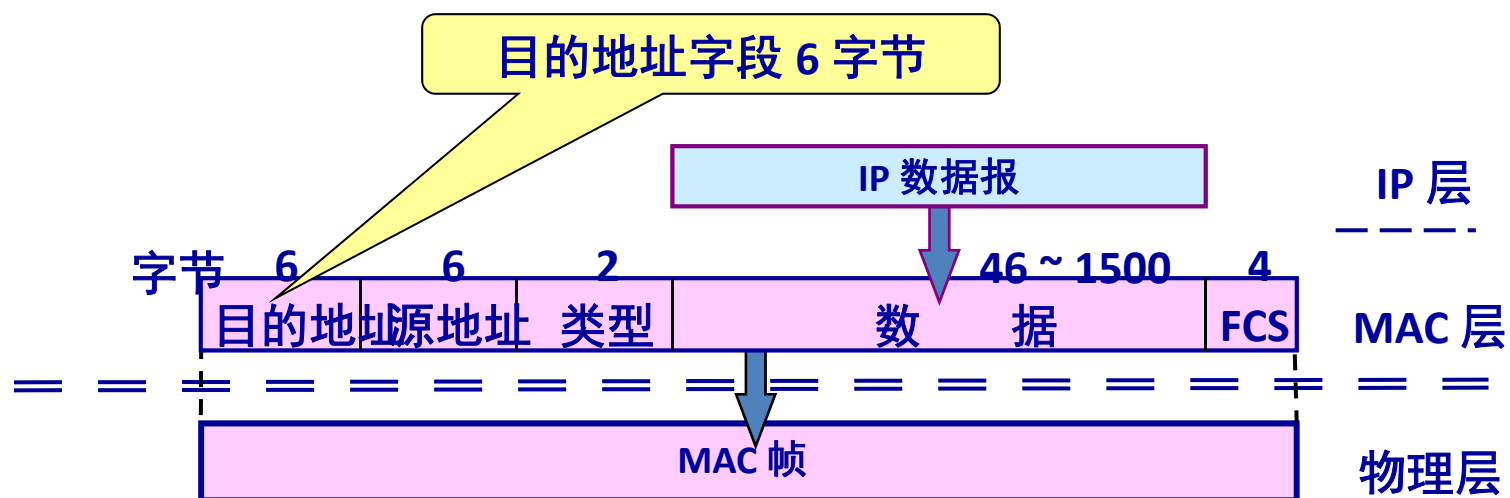 目的地址字段 6 字节
IP 数据报
IP 层
字节 6 6 2 46 ~ 1500 4
目的地址 源地址 类型 数 据 FCS
MAC 层
MAC 帧
物理层